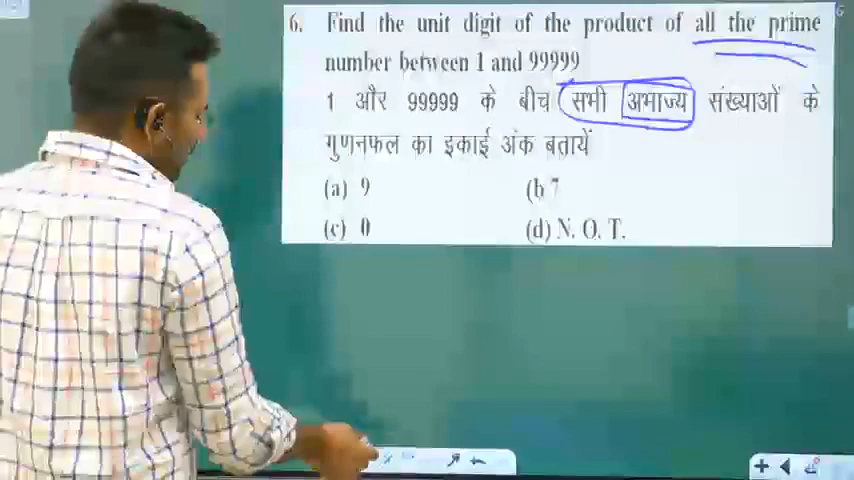 6. Find the unit digit of the product of all the prime
number between 1 and 99999
1 और 99999 के बीच सभी अभाज्य संख्याओं के
गुणनफल का इकाई अंक बतायें
(a) 9 (b 7
(c) 0 (d) N. O. T.